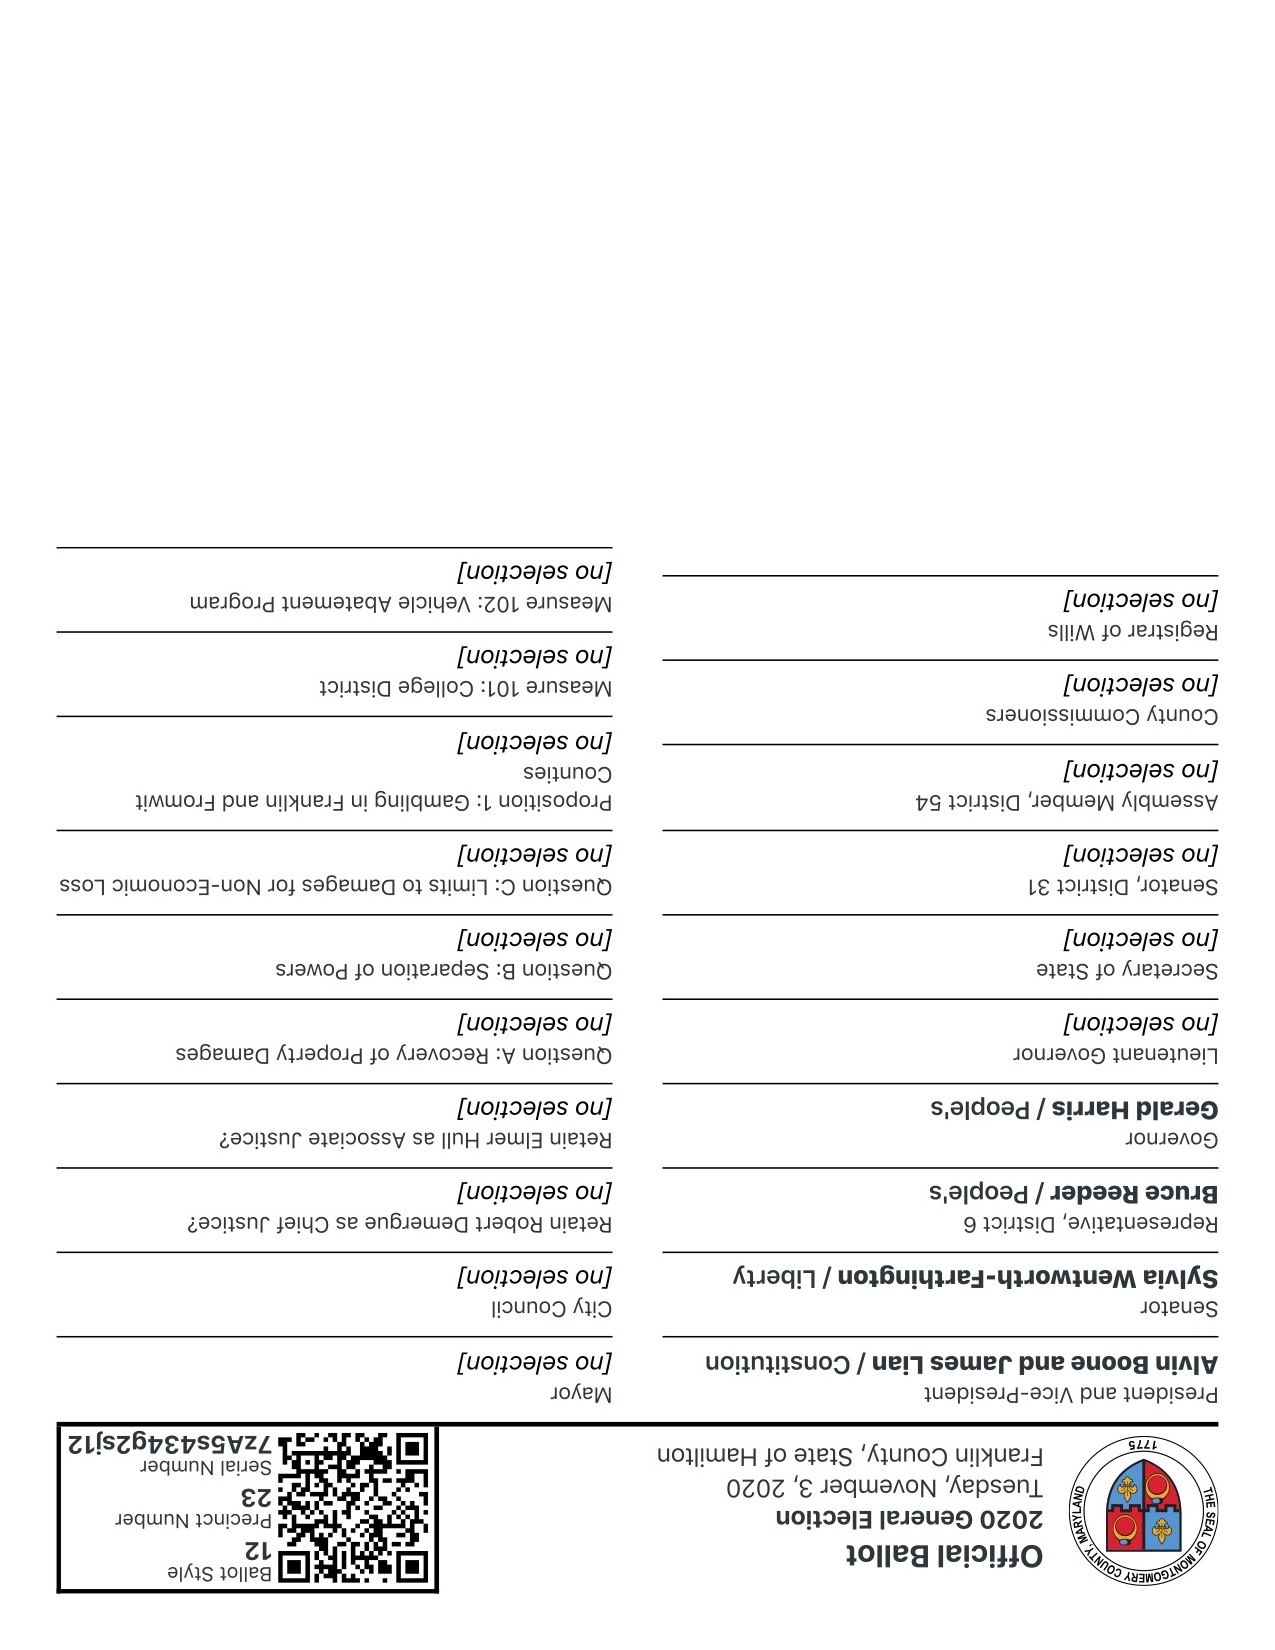 THE SEAL OF MONTGOMERY COUNTY, MARYLAND
1775
Official Ballot
2020 General Election
Tuesday, November 3, 2020
Franklin County, State of Hamilton
Ballot Style
12
Precinct Number
23
Serial Number
7zA5s434g2sj12
President and Vice-President
Alvin Boone and James Lian / Constitution
Senator
Sylvia Wentworth-Farthington / Liberty
Representative, District 6
Bruce Reeder / People's
Governor
Gerald Harris / People's
Lieutenant Governor
[no selection]
Secretary of State
[no selection]
Senator, District 31
[no selection]
Assembly Member, District 54
[no selection]
County Commissioners
[no selection]
Registrar of Wills
[no selection]
Mayor
[no selection]
City Council
[no selection]
Retain Robert Demergue as Chief Justice?
[no selection]
Retain Elmer Hull as Associate Justice?
[no selection]
Question A: Recovery of Property Damages
[no selection]
Question B: Separation of Powers
[no selection]
Question C: Limits to Damages for Non-Economic Loss
[no selection]
Proposition 1: Gambling in Franklin and Fromwit
Counties
[no selection]
Measure 101: College District
[no selection]
Measure 102: Vehicle Abatement Program
[no selection]